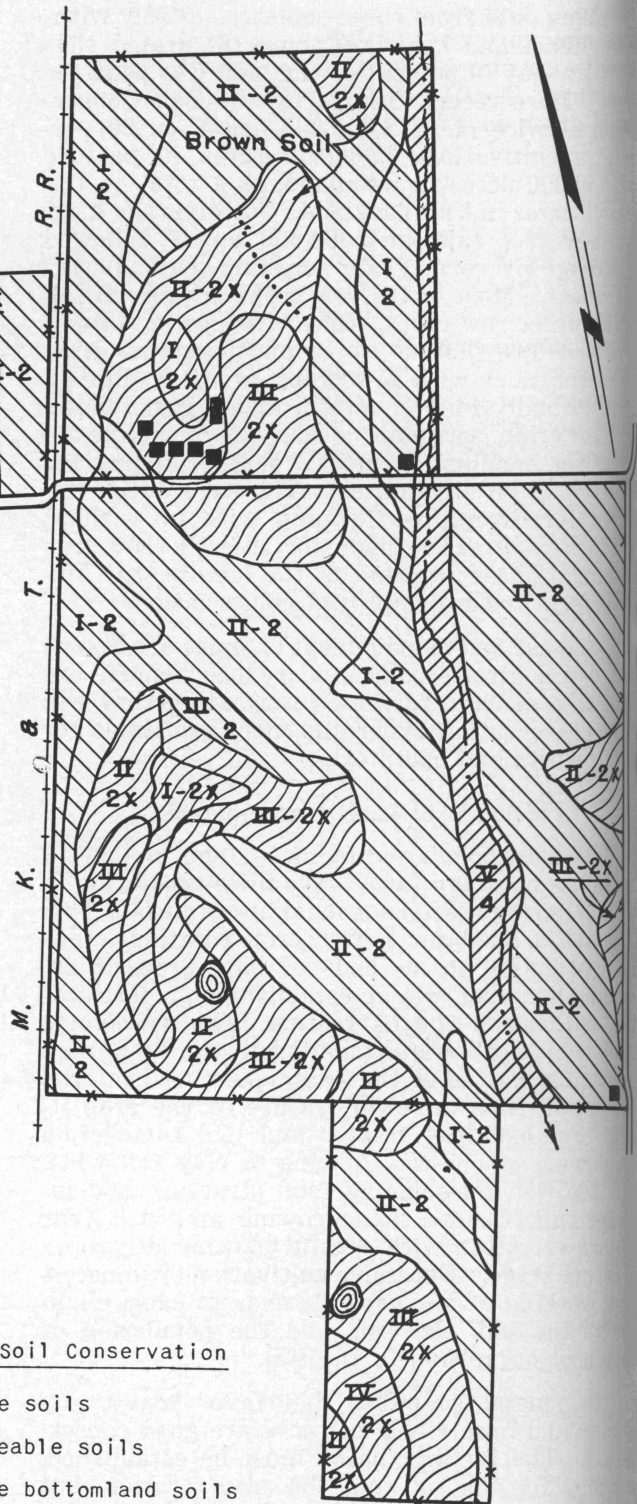 II
2x
II-2
Brown Soil
I
2
R. R.
I
2
II-2x
I
2x
III
2x
-2
T.
I-2
II-2
II-2
I-2
&
III
2
II
2x
I-2x
III-2x
II-2x
III
2x
III-2x
K.
V
4
II-2
II-2
M.
II
2
II
2x
III-2x
II
2x
I-2
II-2
III
2x
IV
2x
II
2x
Soil Conservation
e soils
eable soils
e bottomland soils